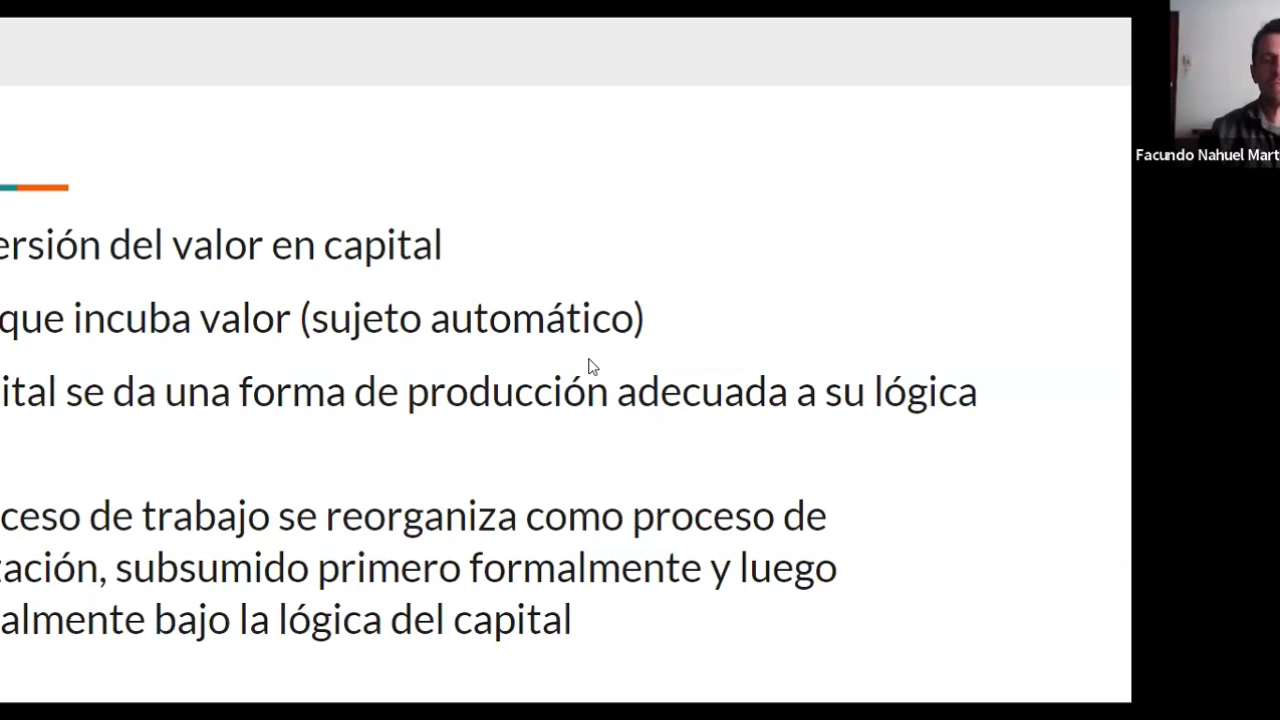 ersión del valor en capital
que incuba valor (sujeto automático)
ital se da una forma de producción adecuada a su lógica
ceso de trabajo se reorganiza como proceso de
zación, subsumido primero formalmente y luego
almente bajo la lógica del capital
Facundo Nahuel Mart